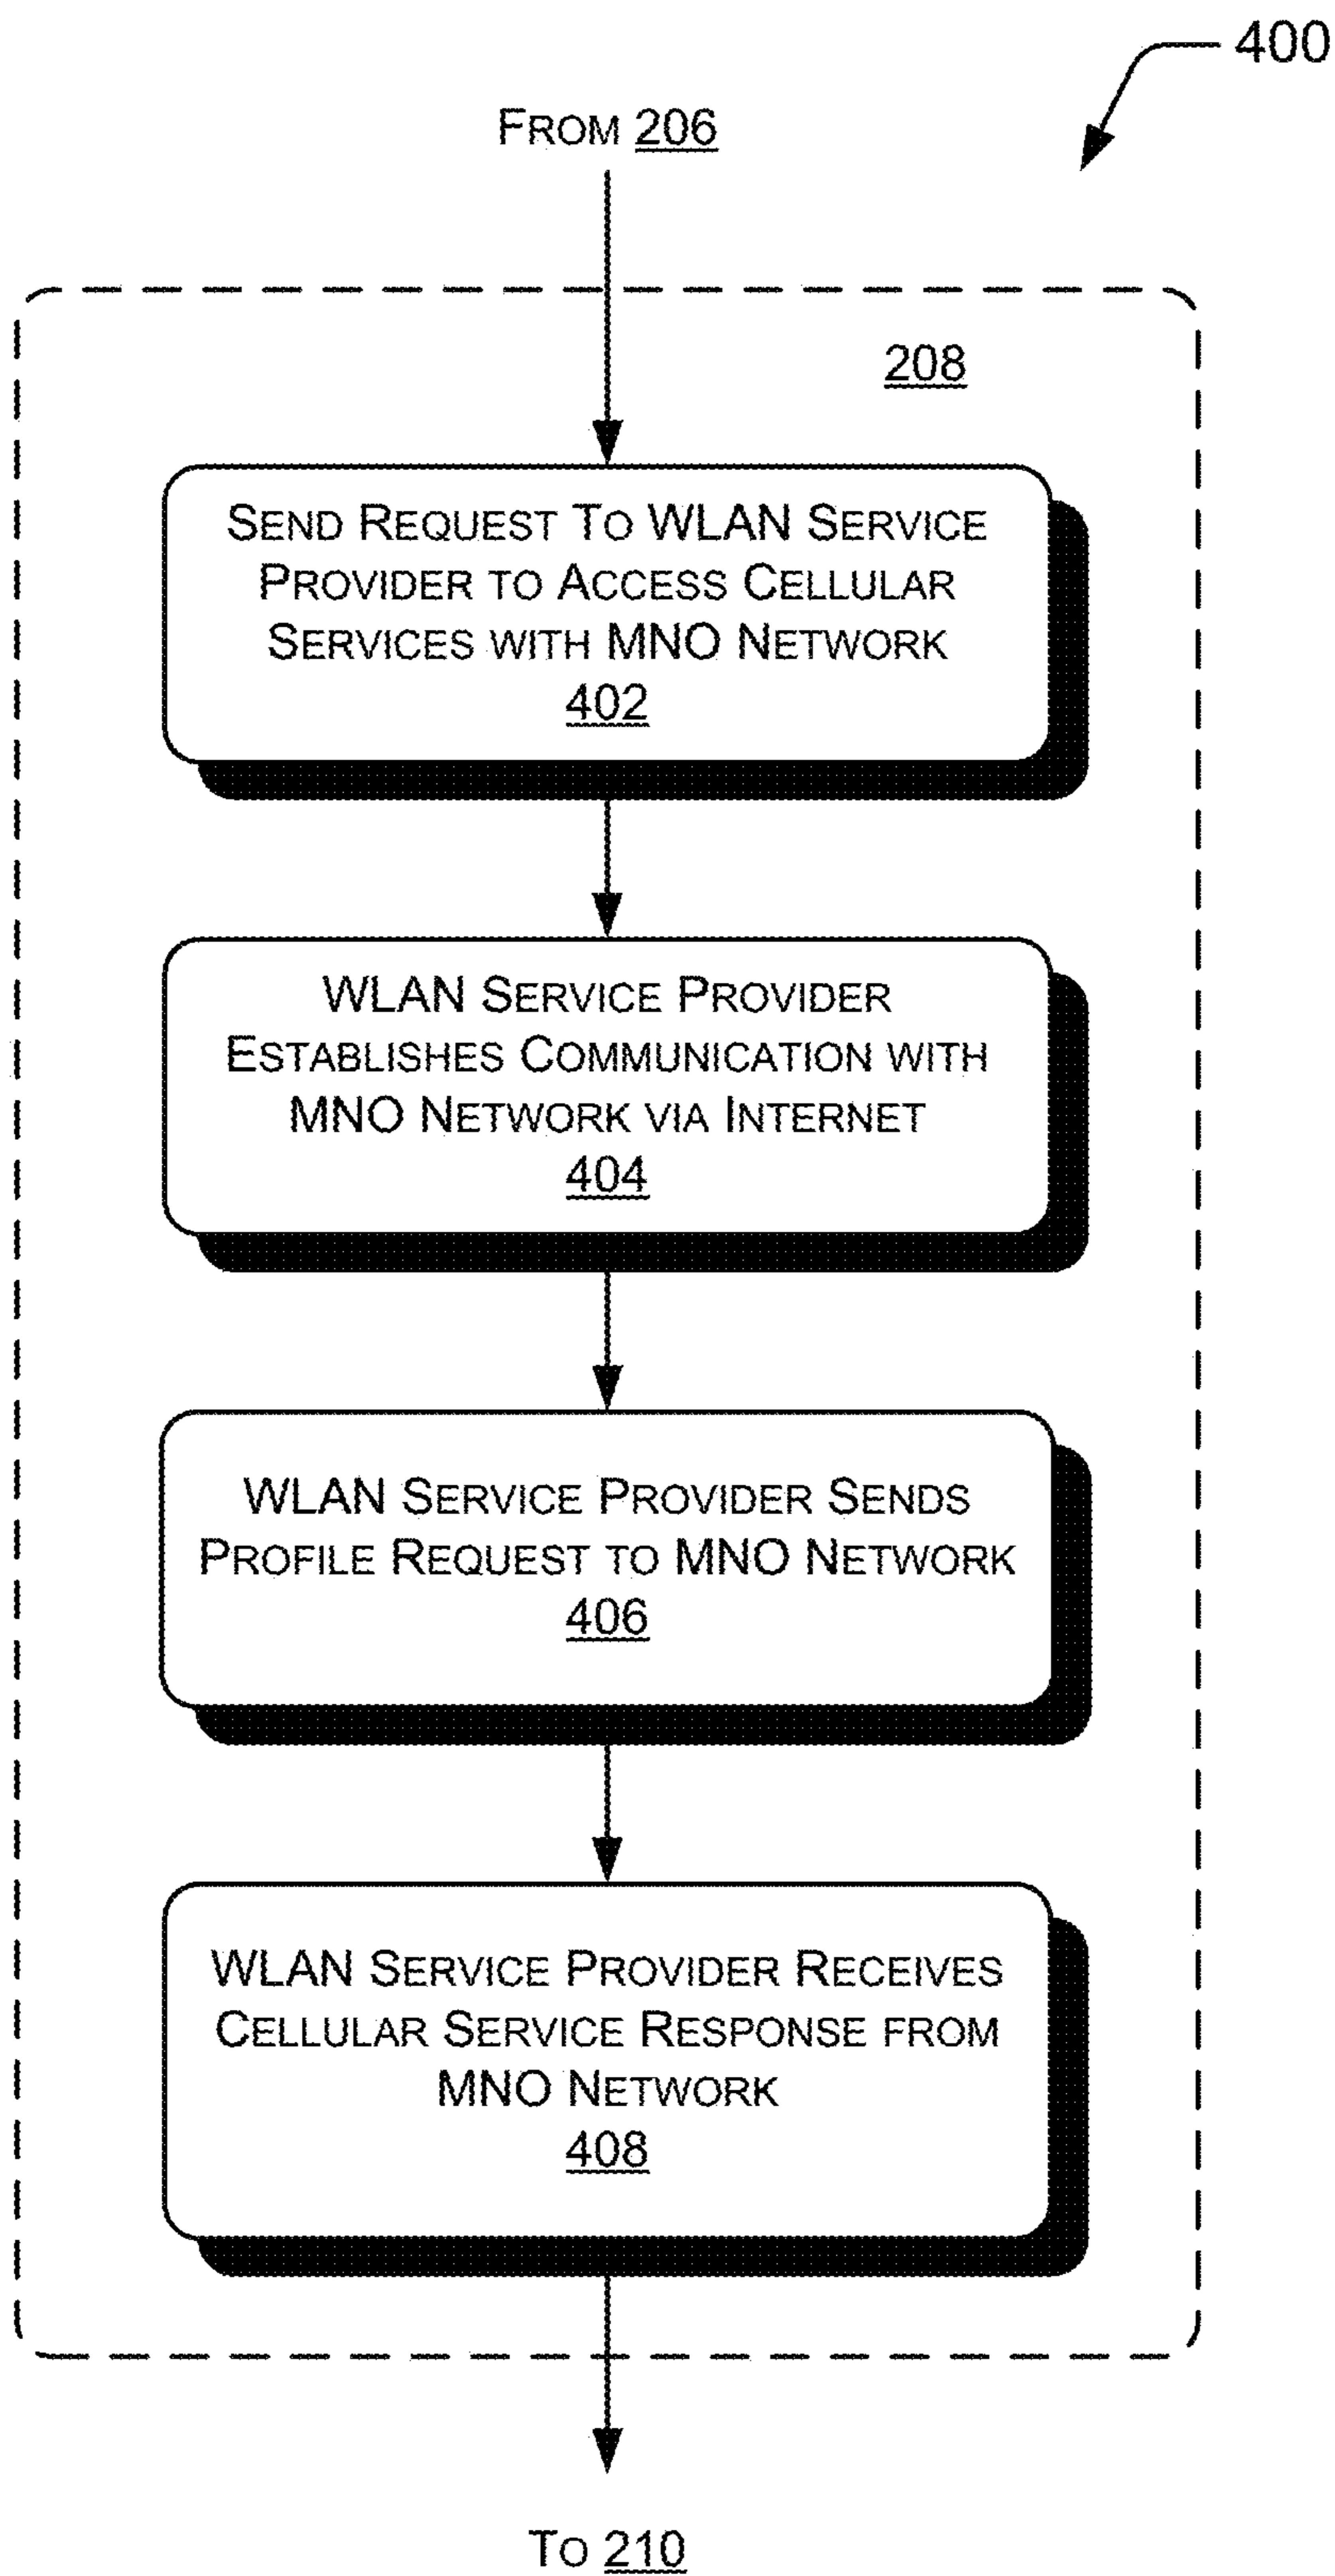 400
FROM 206
208
SEND REQUEST TO WLAN SERVICE
PROVIDER TO ACCESS CELLULAR
SERVICES WITH MNO NETWORK
402
WLAN SERVICE PROVIDER
ESTABLISHES COMMUNICATION WITH
MNO NETWORK VIA INTERNET
404
WLAN SERVICE PROVIDER SENDS
PROFILE REQUEST TO MNO NETWORK
406
WLAN SERVICE PROVIDER RECEIVES
CELLULAR SERVICE RESPONSE FROM
MNO NETWORK
408
TO 210